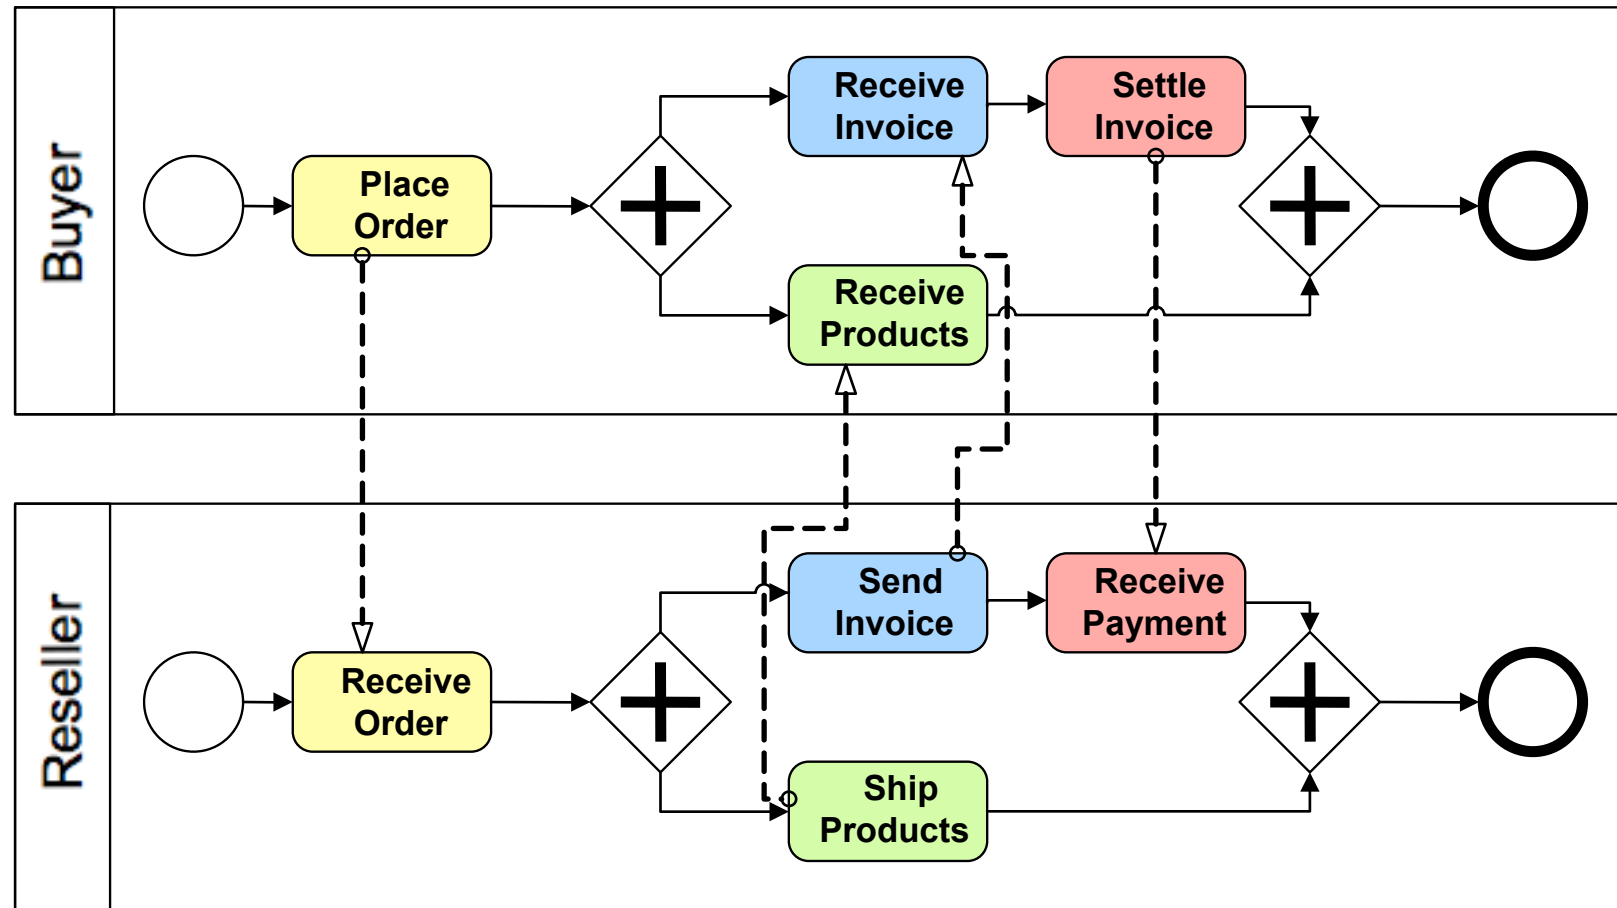 Buyer
Place
Order
Receive
Invoice
Settle
Invoice
Receive
Products
Reseller
Receive
Order
Send
Invoice
Receive
Payment
Ship
Products